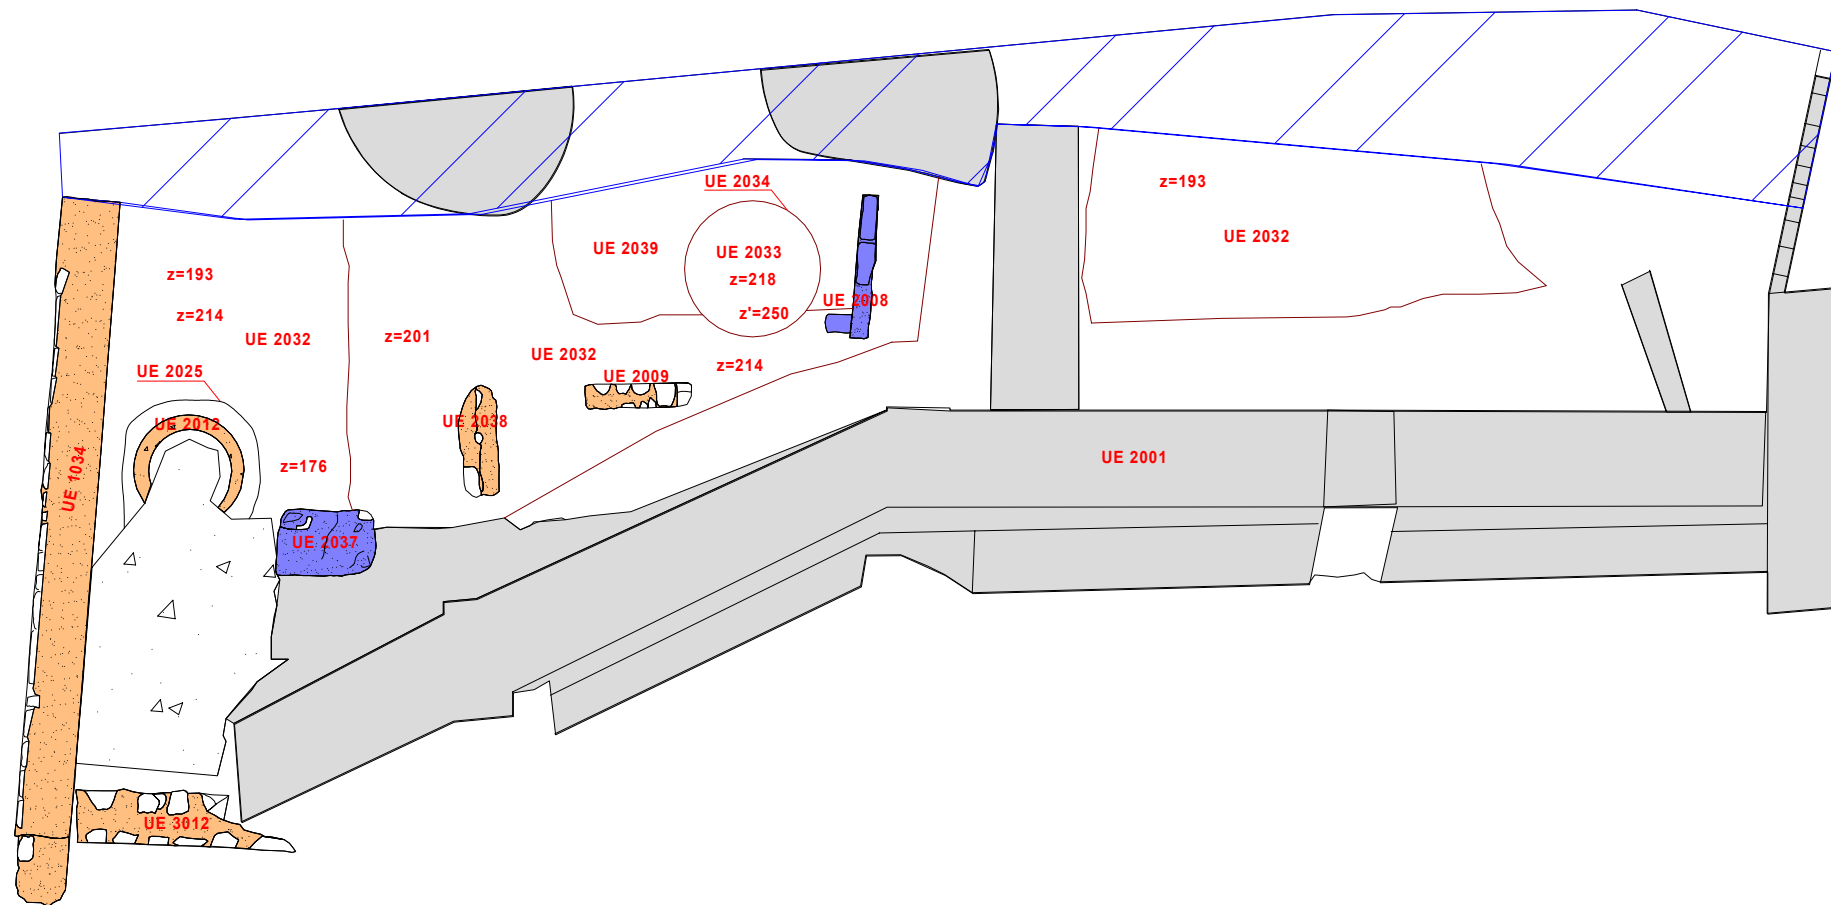 UE 2034
z=193
UE 2032
UE 2039
UE 2033
z=193
z=218
UE 2008
z'=250
z=214
UE 2032
z=201
UE 2032
z=214
UE 2025
UE 2009
UE 2012
UE 2038
UE 2001
z=176
UE 1034
UE 2037
UE 3012